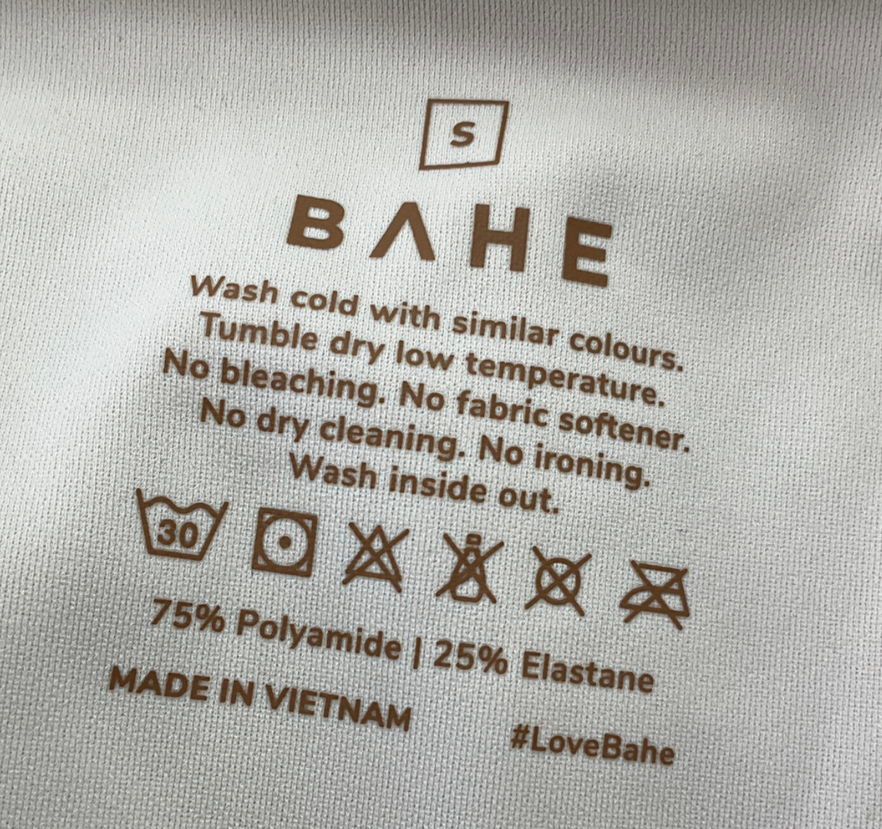 S
BAHE
Wash cold with similar colours.
Tumble dry low temperature.
No bleaching. No fabric softener.
No dry cleaning. No ironing.
Wash inside out.
30
75% Polyamide | 25% Elastane
MADE IN VIETNAM #LoveBahe